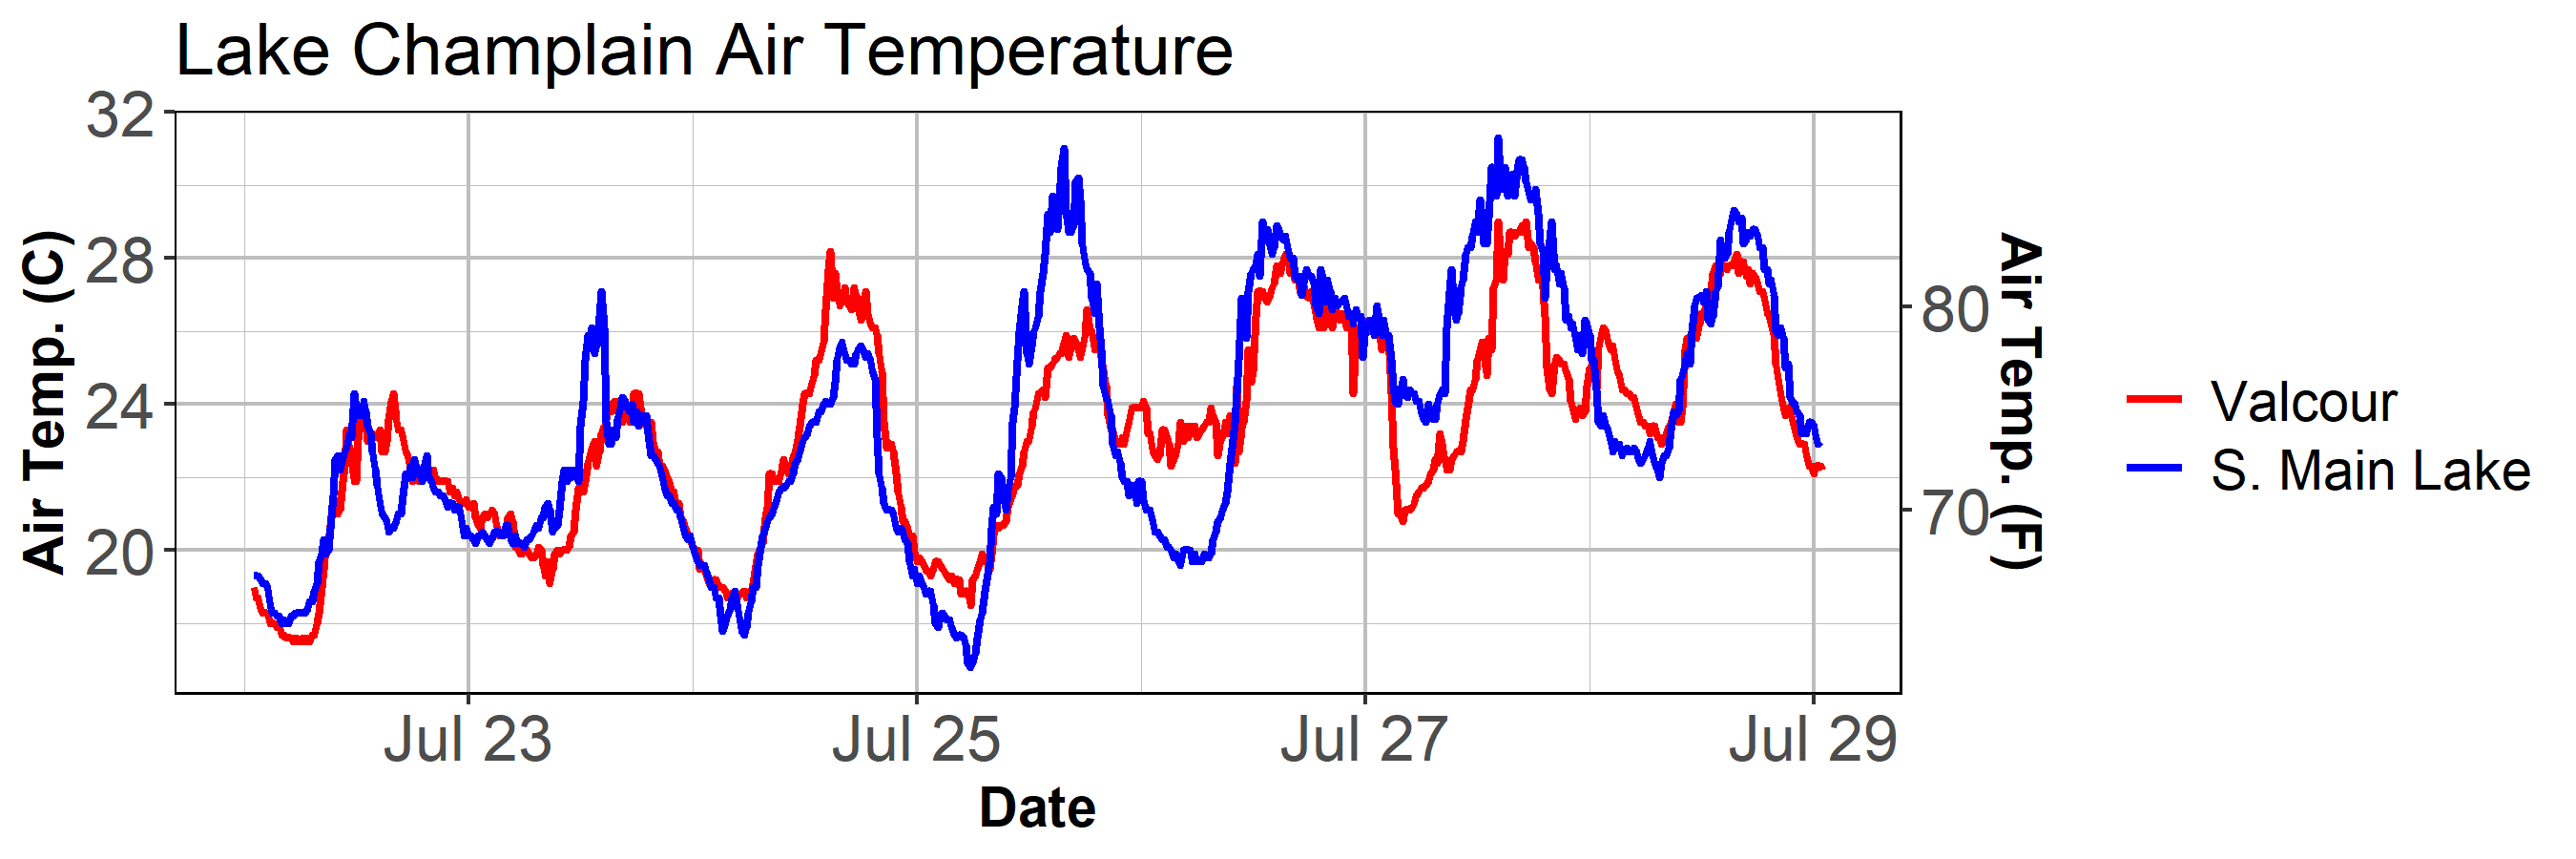 Lake Champlain Air Temperature
Air Temp. (C)
32
28
24
20
Jul 23
Jul 25
Jul 27
Jul 29
Date
80
70
Air Temp. (F)
Valcour
S. Main Lake